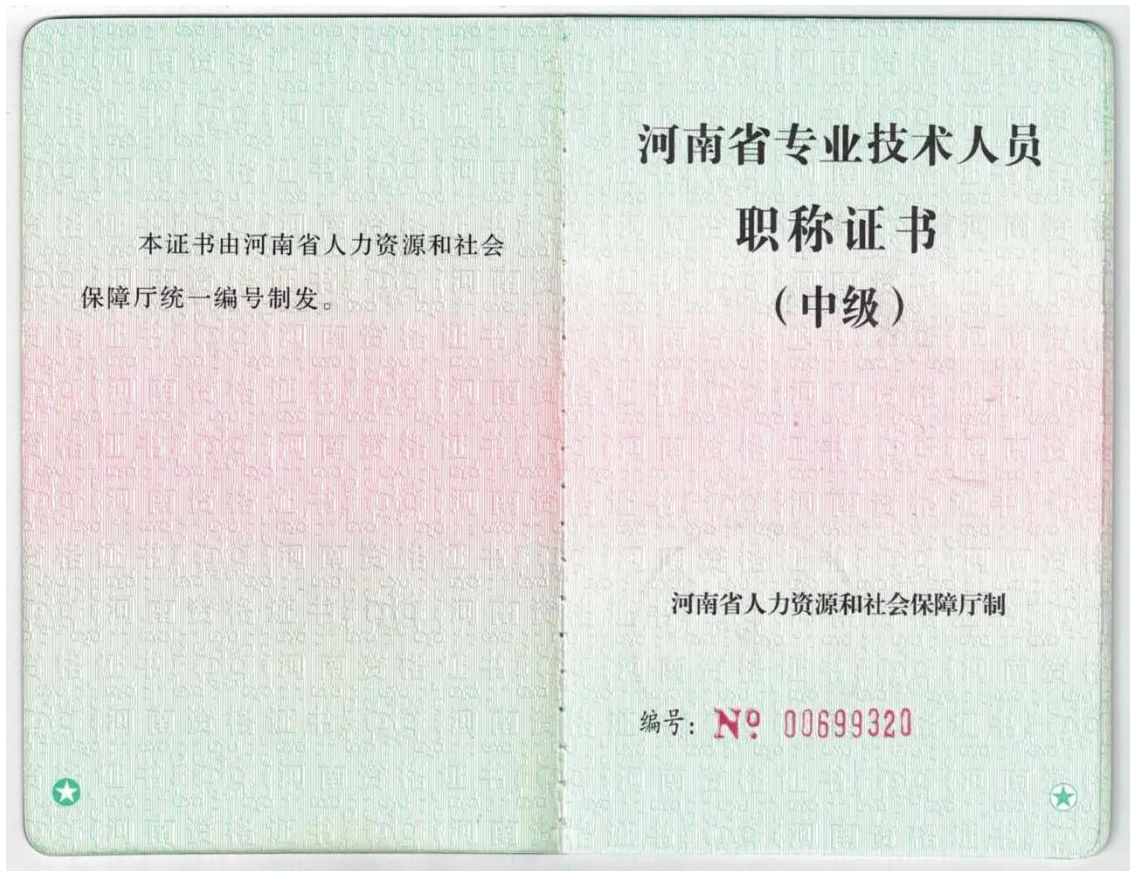 本证书由河南省人力资源和社会
保障厅统一编号制发。
河南省专业技术人员
职称证书
（中级）
河南省人力资源和社会保障厅制
编号：№ 00699320